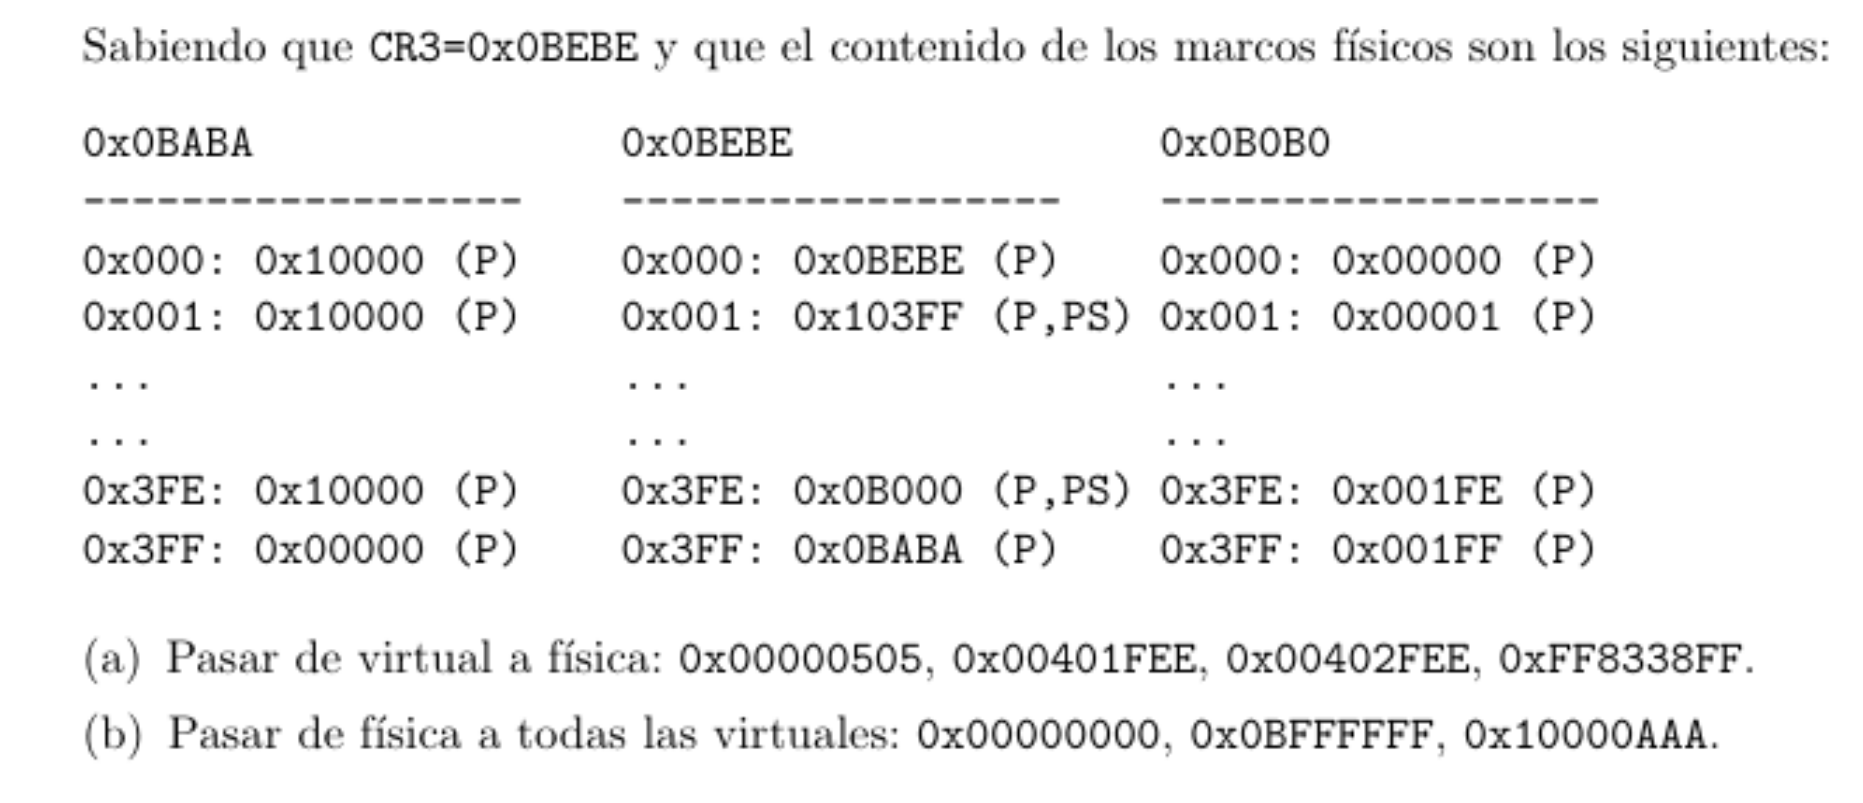 Sabiendo que CR3=0x0BEBE y que el contenido de los marcos físicos son los siguientes:
0x0BABA 0x0BEBE 0x0B0B0
------------------ ------------------ ------------------
0x000: 0x10000 (P) 0x000: 0x0BEBE (P) 0x000: 0x00000 (P)
0x001: 0x10000 (P) 0x001: 0x103FF (P,PS) 0x001: 0x00001 (P)
... ... ...
... ... ...
0x3FE: 0x10000 (P) 0x3FE: 0x0B000 (P,PS) 0x3FE: 0x001FE (P)
0x3FF: 0x00000 (P) 0x3FF: 0x0BABA (P) 0x3FF: 0x001FF (P)
(a) Pasar de virtual a física: 0x00000505, 0x00401FEE, 0x00402FEE, 0xFF8338FF.
(b) Pasar de física a todas las virtuales: 0x00000000, 0x0BFFFFFF, 0x10000AAA.